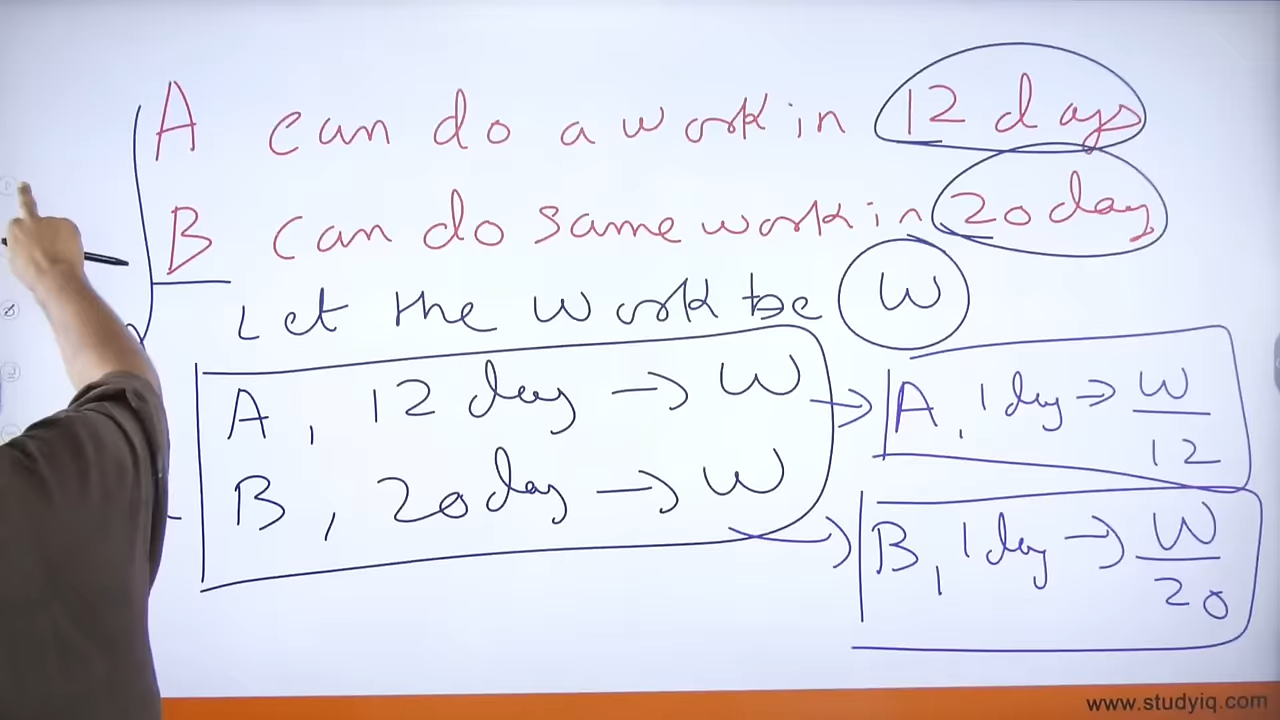 A can do a work in 12 days
B can do same work in 20 day
Let the work be W
A, 12 day → W
B, 20 day → W
A, 1 day → W/12
B, 1 day → W/20
www.studyiq.com